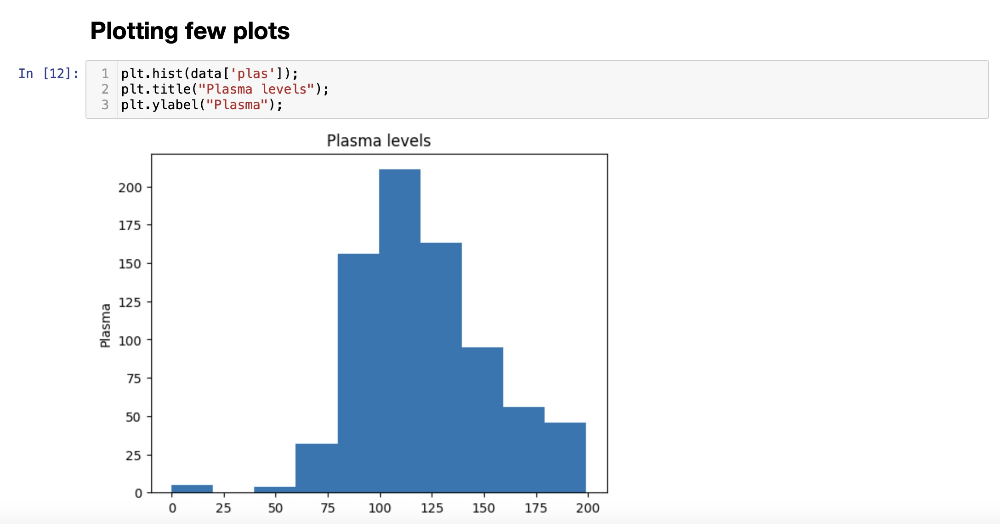 Plotting few plots
In [12]:
1 plt.hist(data['plas']);
2 plt.title("Plasma levels");
3 plt.ylabel("Plasma");
Plasma levels
200
175
150
125
100
75
50
25
0
Plasma
0 25 50 75 100 125 150 175 200